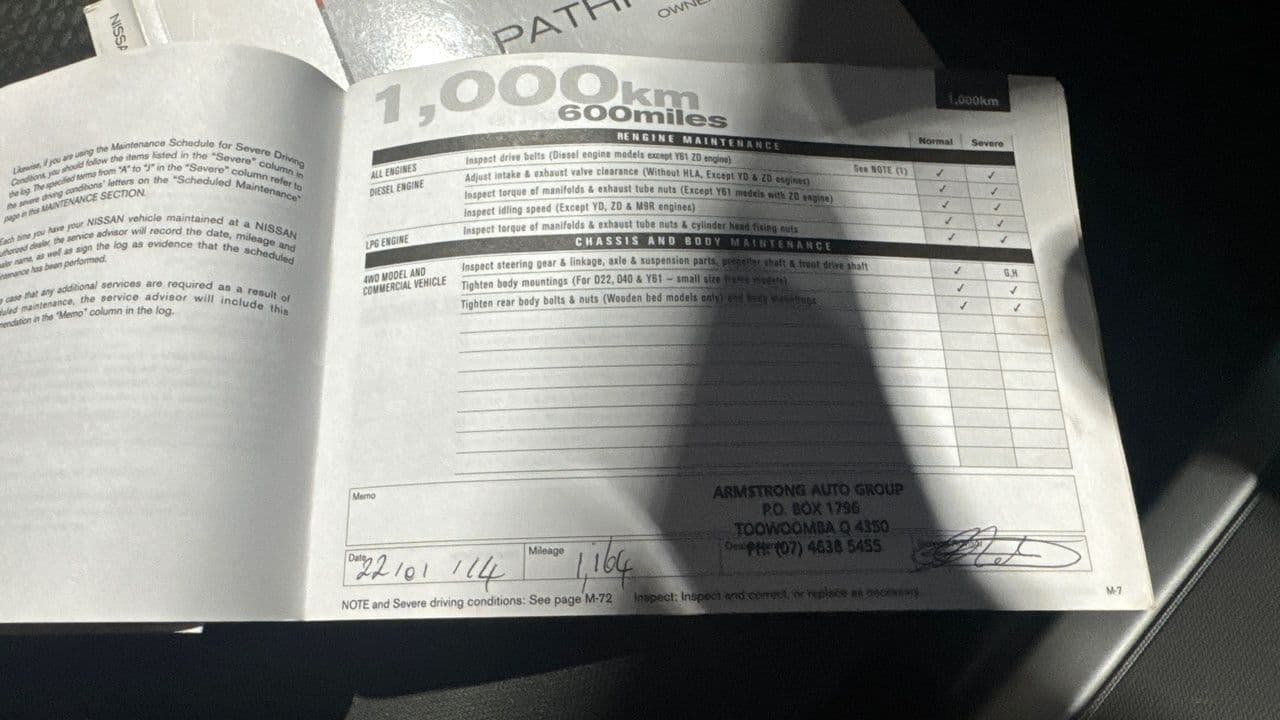 NISSA
PATH
OWNE
Likewise, if you are using the Maintenance Schedule for Severe Driving
Conditions, you should follow the items listed in the "Severe" column in
the log. The specified terms from "A" to "J" in the "Severe" column refer to
the severe driving conditions' letters on the "Scheduled Maintenance"
page in this MAINTENANCE SECTION.
Each time you have your NISSAN vehicle maintained at a NISSAN
authorized dealer, the service advisor will record the date, mileage and
name, as well as sign the log as evidence that the scheduled
maintenance has been performed.
case that any additional services are required as a result of
maintenance, the service advisor will include this
in the "Memo" column in the log.
1,000km
600miles
1,000km
RENGINE MAINTENANCE
Normal Severe
ALL ENGINES Inspect drive belts (Diesel engine models except Y61 ZD engine) See NOTE (1) ✓ ✓
DIESEL ENGINE Adjust intake & exhaust valve clearance (Without HLA, Except YD & ZD engines) ✓ ✓
Inspect torque of manifolds & exhaust tube nuts (Except Y61 models with ZD engine) ✓ ✓
Inspect idling speed (Except YD, ZD & M9R engines) ✓ ✓
LPG ENGINE Inspect torque of manifolds & exhaust tube nuts & cylinder head fixing nuts ✓ ✓
CHASSIS AND BODY MAINTENANCE
Inspect steering gear & linkage, axle & suspension parts, propeller shaft & front drive shaft ✓ G,H
4WD MODEL AND Tighten body mountings (For D22, D40 & Y61 – small size frame models) ✓ ✓
COMMERCIAL VEHICLE Tighten rear body bolts & nuts (Wooden bed models only) and body mountings ✓ ✓
Memo
ARMSTRONG AUTO GROUP
P.O. BOX 1796
TOOWOOMBA Q 4350
PH: (07) 4638 5455
Date 22/01/14 Mileage 1,164
NOTE and Severe driving conditions: See page M-72 Inspect: Inspect and correct, or replace as necessary.
M-7